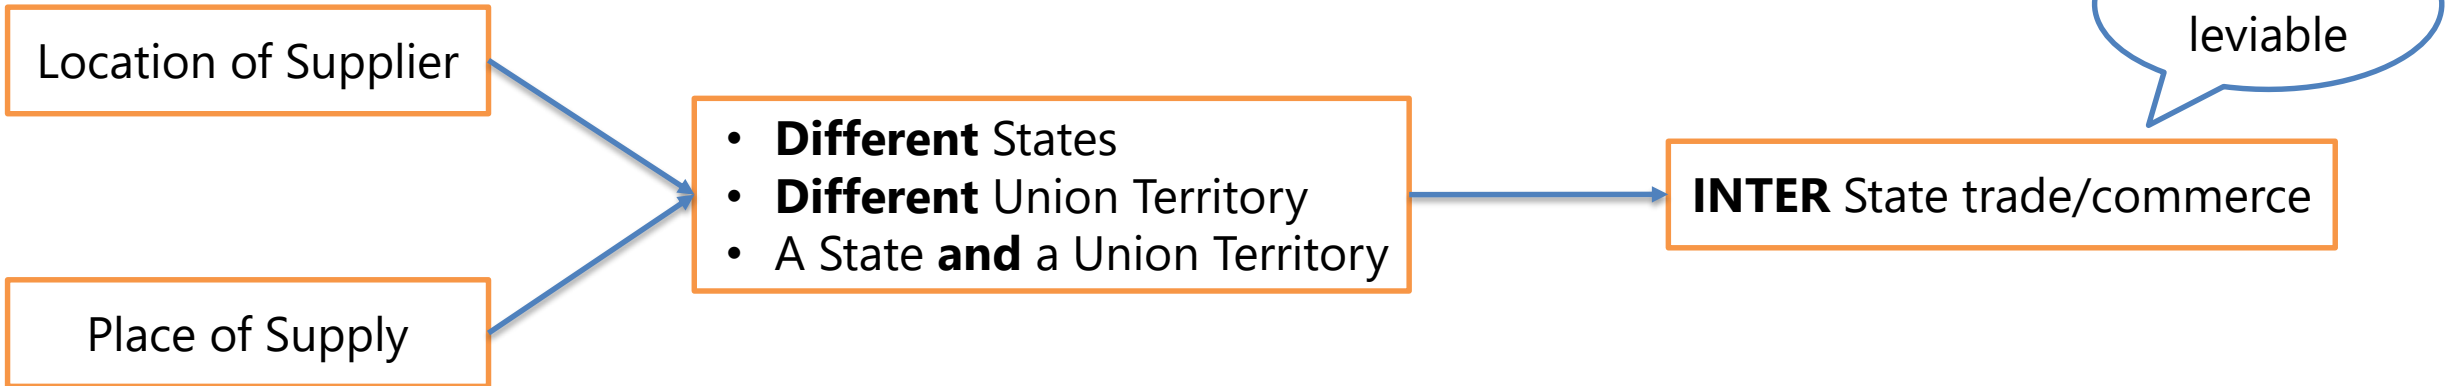 leviable
Location of Supplier
• Different States
• Different Union Territory
• A State and a Union Territory
INTER State trade/commerce
Place of Supply